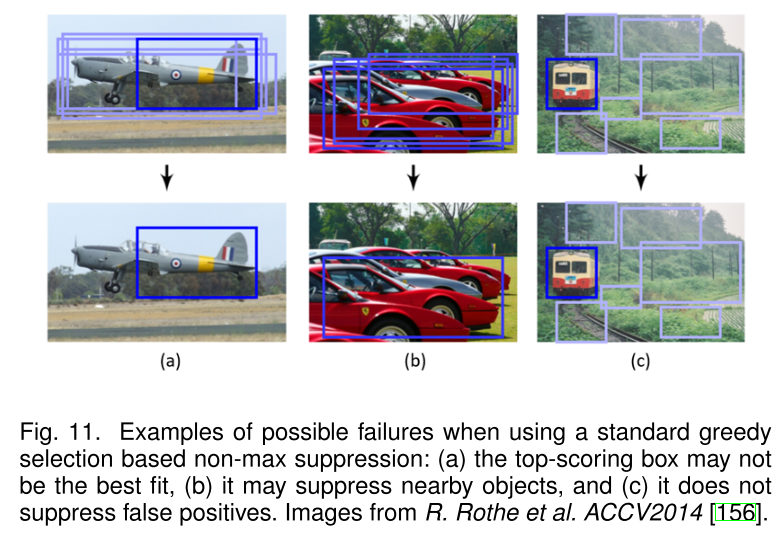 (a)
(b)
(c)
Fig. 11. Examples of possible failures when using a standard greedy
selection based non-max suppression: (a) the top-scoring box may not
be the best fit, (b) it may suppress nearby objects, and (c) it does not
suppress false positives. Images from R. Rothe et al. ACCV2014 [156].